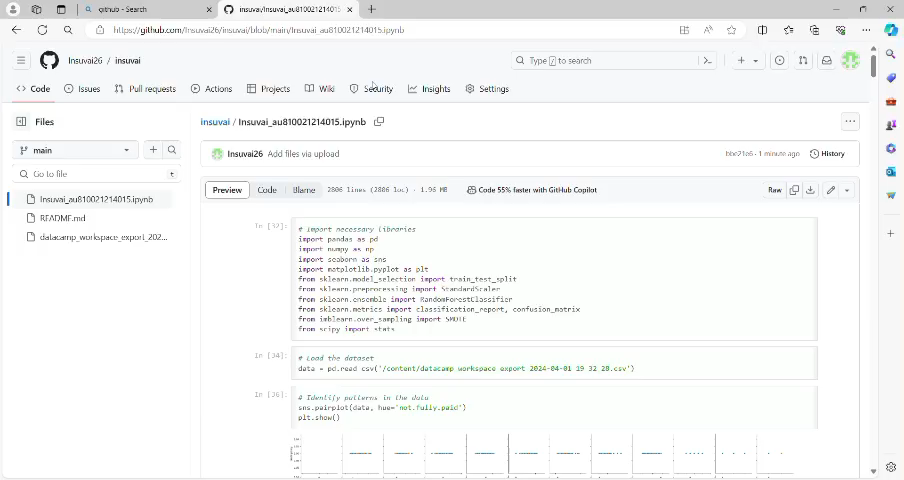 github - Search
insuvai/Insuvai_au810021214015.ip
https://github.com/Insuvai26/insuvai/blob/main/Insuvai_au810021214015.ipynb
Insuvai26 / insuvai
Type / to search
Code
Issues
Pull requests
Actions
Projects
Wiki
Security
Insights
Settings
Files
insuvai / Insuvai_au810021214015.ipynb
main
Insuvai26 Add files via upload
bbe21e6 · 1 minute ago
History
Go to file
t
Preview
Code
Blame
2806 lines (2806 loc) · 1.96 MB
Code 55% faster with GitHub Copilot
Raw
Insuvai_au810021214015.ipynb
README.md
datacamp_workspace_export_202...
In [32]:
# Import necessary libraries
import pandas as pd
import numpy as np
import seaborn as sns
import matplotlib.pyplot as plt
from sklearn.model_selection import train_test_split
from sklearn.preprocessing import StandardScaler
from sklearn.ensemble import RandomForestClassifier
from sklearn.metrics import classification_report, confusion_matrix
from imblearn.over_sampling import SMOTE
from scipy import stats
In [34]:
# Load the dataset
data = pd.read_csv('/content/datacamp_workspace_export_2024-04-01 19_32_28.csv')
In [36]:
# Identify patterns in the data
sns.pairplot(data, hue='not.fully.paid')
plt.show()